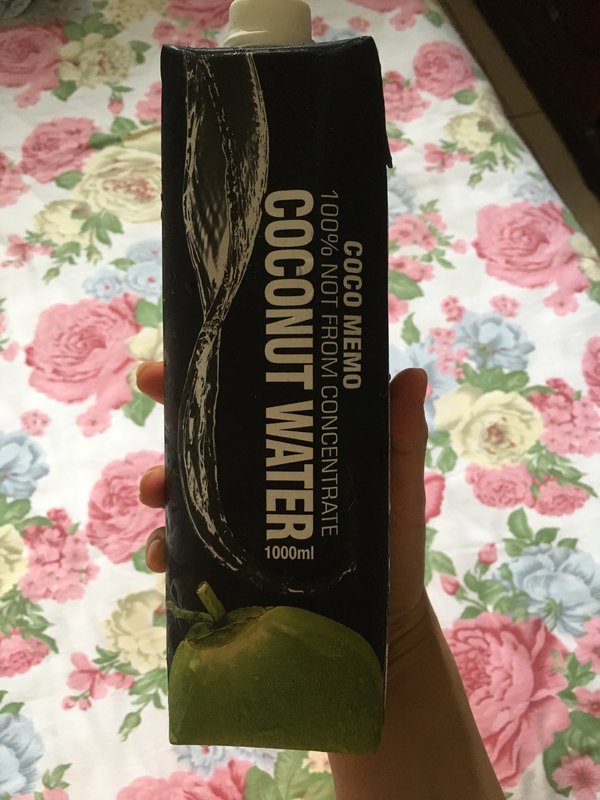 COCO MEMO
100% NOT FROM CONCENTRATE
COCONUT WATER
1000ml